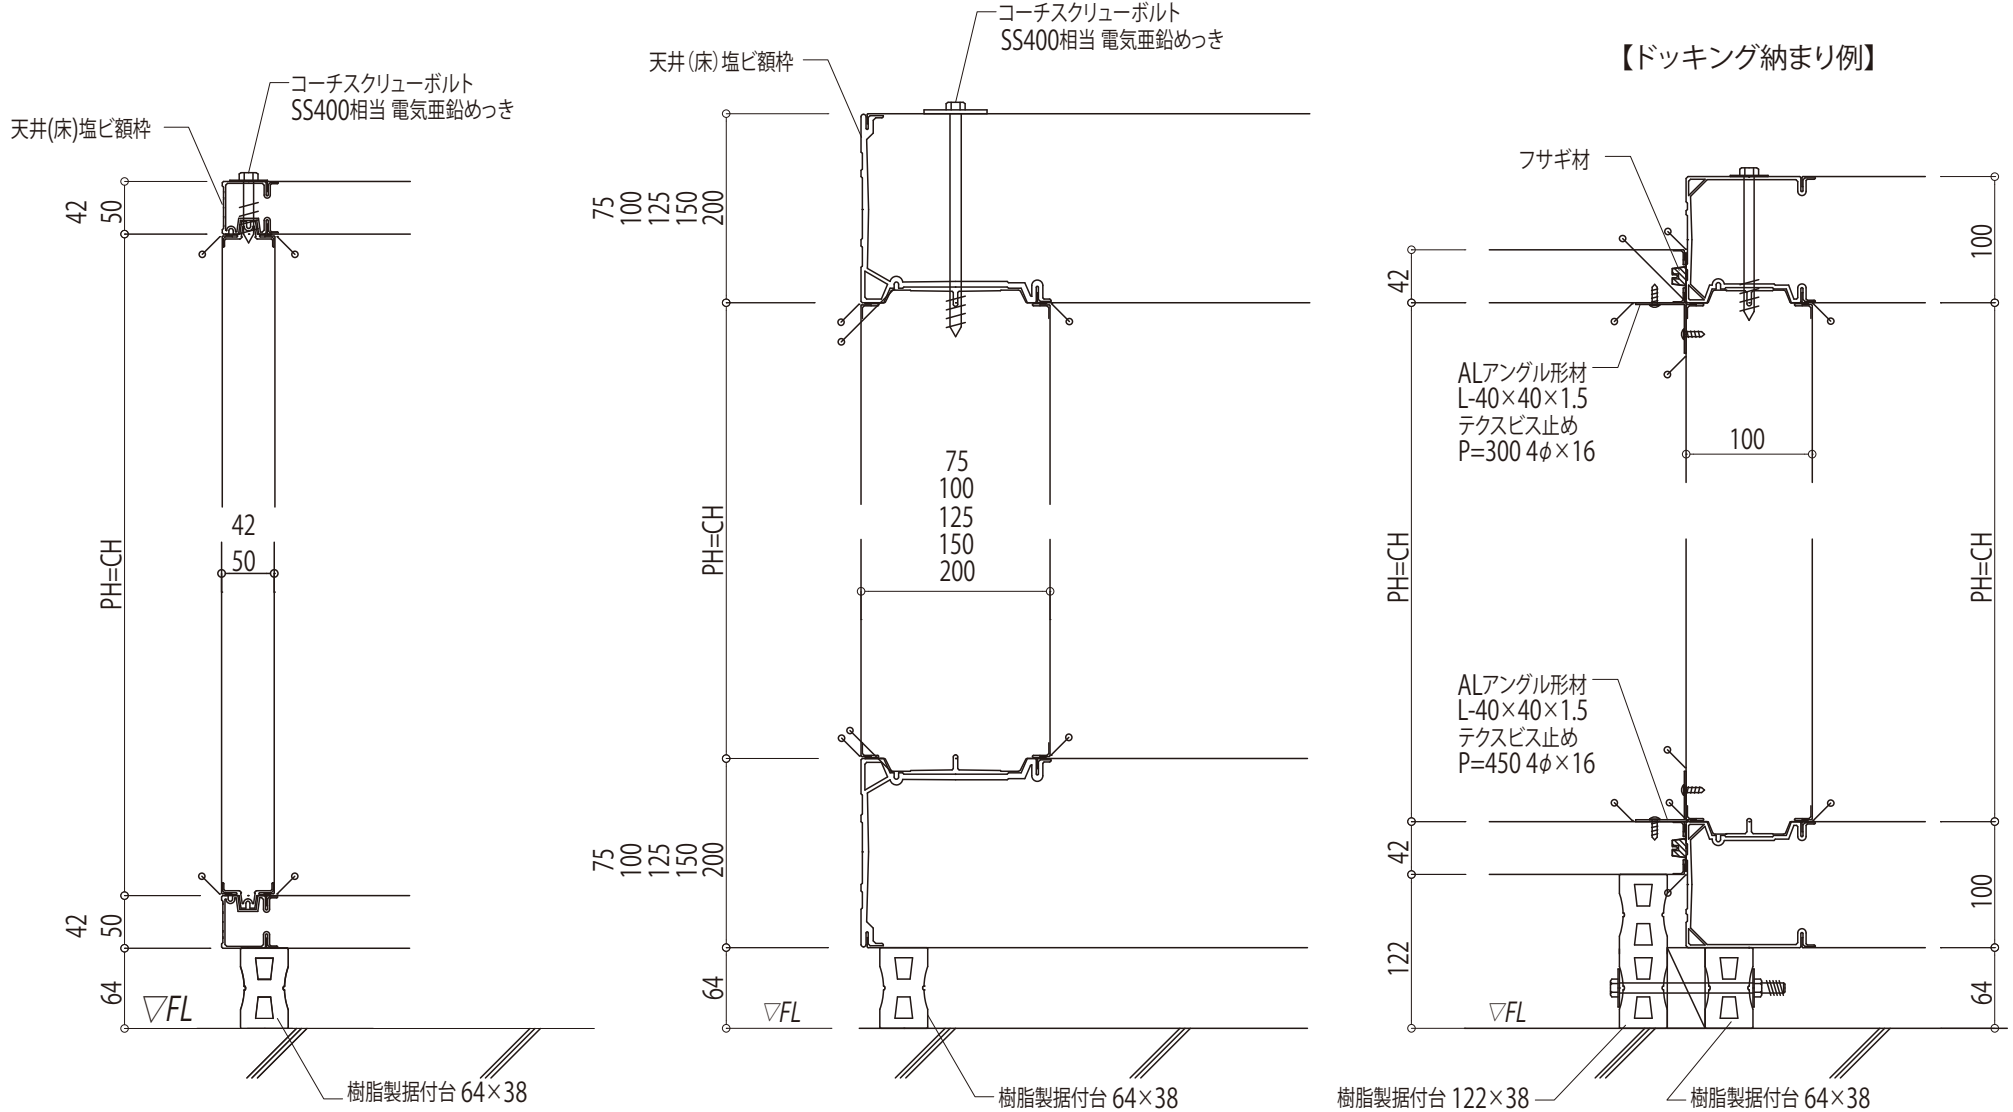 コーチスクリューボルト
SS400相当 電気亜鉛めっき
天井(床)塩ビ額枠
42
50
PH=CH
42
50
42
50
64
▽FL
樹脂製据付台 64×38
コーチスクリューボルト
SS400相当 電気亜鉛めっき
天井(床)塩ビ額枠
75
100
125
150
200
PH=CH
75
100
125
150
200
75
100
125
150
200
64
▽FL
樹脂製据付台 64×38
【ドッキング納まり例】
フサギ材
42
100
ALアングル形材
L-40×40×1.5
テクスビス止め
P=300 4φ×16
100
PH=CH
PH=CH
ALアングル形材
L-40×40×1.5
テクスビス止め
P=450 4φ×16
42
100
122
64
▽FL
樹脂製据付台 122×38
樹脂製据付台 64×38